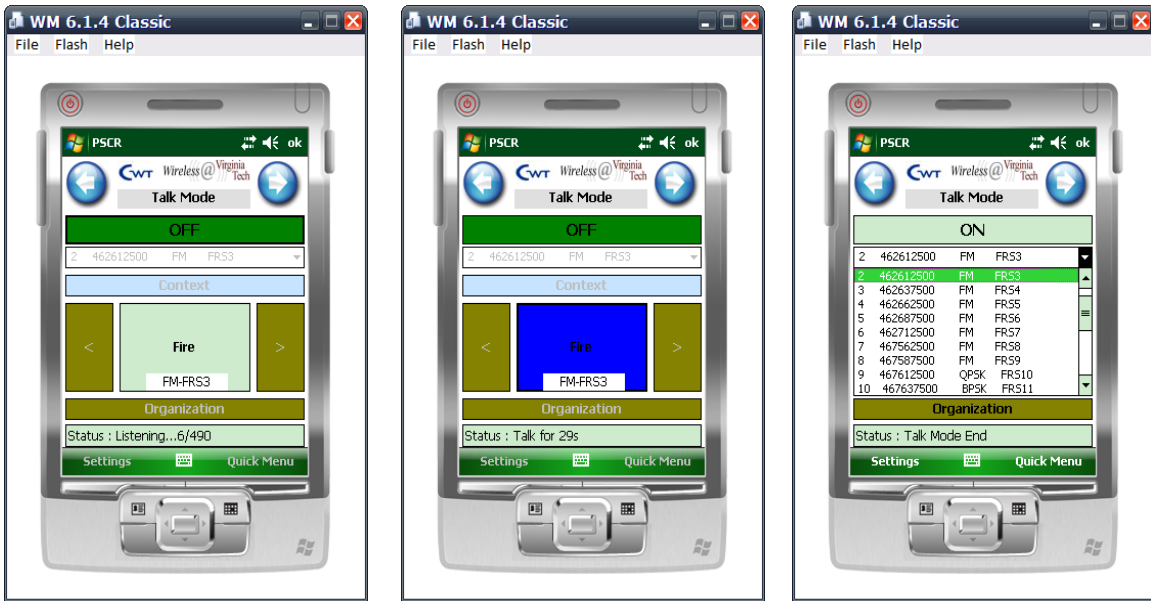 WM 6.1.4 Classic
File Flash Help
PSCR ok
CWT Wireless@Virginia Tech
Talk Mode
OFF
2 462612500 FM FRS3
Context
< Fire >
FM-FRS3
Organization
Status : Listening...6/490
Settings Quick Menu
WM 6.1.4 Classic
File Flash Help
PSCR ok
CWT Wireless@Virginia Tech
Talk Mode
OFF
2 462612500 FM FRS3
Context
< Fire >
FM-FRS3
Organization
Status : Talk for 29s
Settings Quick Menu
WM 6.1.4 Classic
File Flash Help
PSCR ok
CWT Wireless@Virginia Tech
Talk Mode
ON
2 462612500 FM FRS3
2 462612500 FM FRS3
3 462637500 FM FRS4
4 462662500 FM FRS5
5 462687500 FM FRS6
6 462712500 FM FRS7
7 467562500 FM FRS8
8 467587500 FM FRS9
9 467612500 QPSK FRS10
10 467637500 BPSK FRS11
Organization
Status : Talk Mode End
Settings Quick Menu